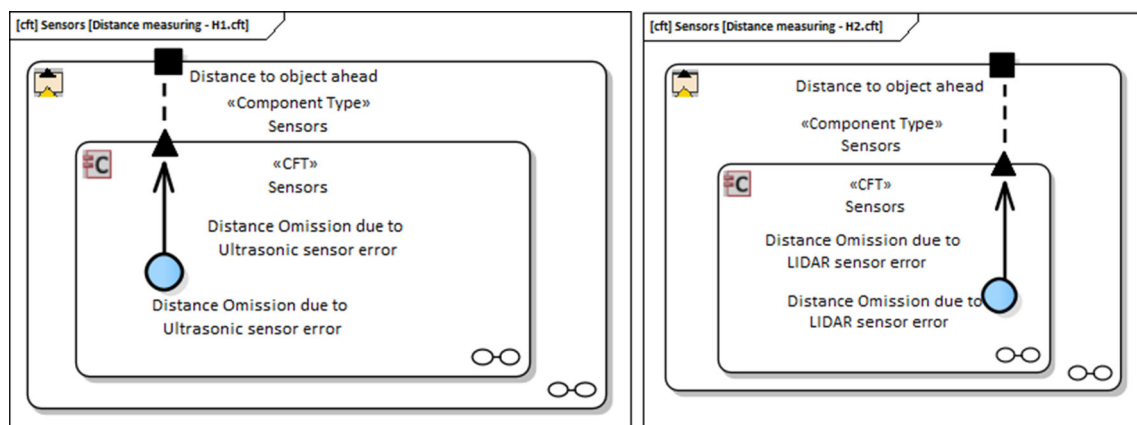 [cft] Sensors [Distance measuring - H1.cft]
Distance to object ahead
«Component Type»
Sensors
C
«CFT»
Sensors
Distance Omission due to
Ultrasonic sensor error
Distance Omission due to
Ultrasonic sensor error
[cft] Sensors [Distance measuring - H2.cft]
Distance to object ahead
«Component Type»
Sensors
C
«CFT»
Sensors
Distance Omission due to
LIDAR sensor error
Distance Omission due to
LIDAR sensor error